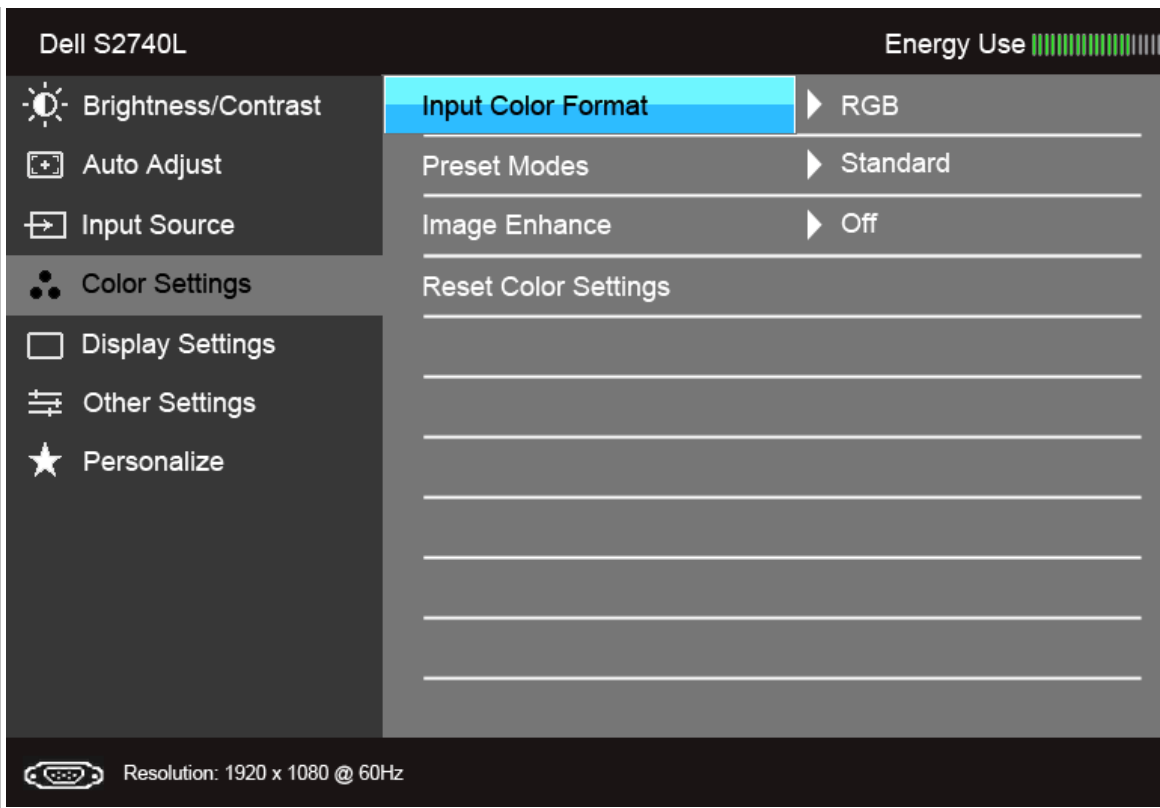 Dell S2740L
Energy Use
Brightness/Contrast
Auto Adjust
Input Source
Color Settings
Display Settings
Other Settings
Personalize
Input Color Format
RGB
Preset Modes
Standard
Image Enhance
Off
Reset Color Settings
Resolution: 1920 x 1080 @ 60Hz